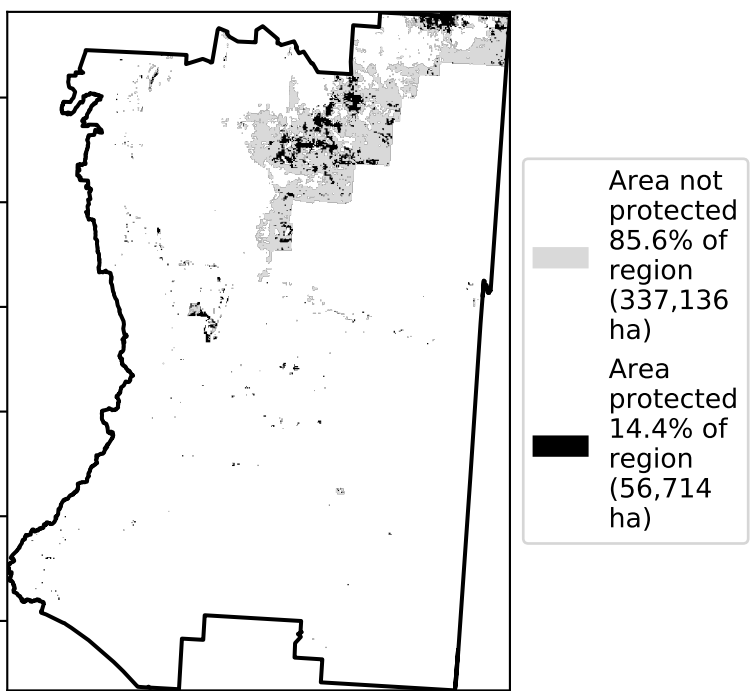 Area not
protected
85.6% of
region
(337,136
ha)
Area
protected
14.4% of
region
(56,714
ha)